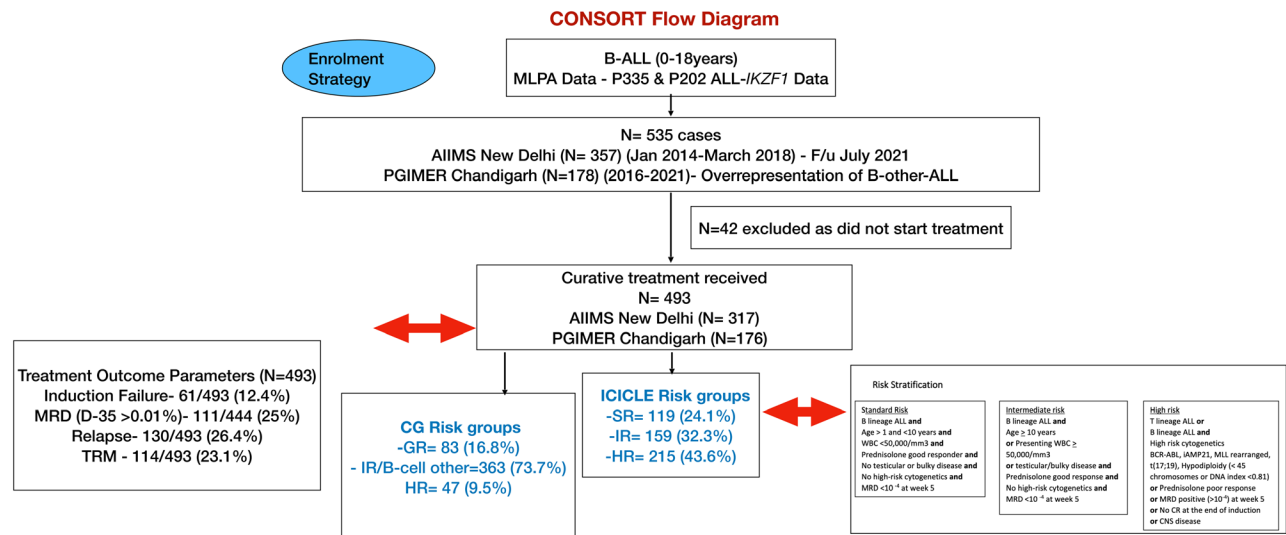 CONSORT Flow Diagram
Enrolment
Strategy
B-ALL (0-18years)
MLPA Data - P335 & P202 ALL-IKZF1 Data
N= 535 cases
AIIMS New Delhi (N= 357) (Jan 2014-March 2018) - F/u July 2021
PGIMER Chandigarh (N=178) (2016-2021)- Overrepresentation of B-other-ALL
N=42 excluded as did not start treatment
Curative treatment received
N= 493
AIIMS New Delhi (N= 317)
PGIMER Chandigarh (N=176)
Treatment Outcome Parameters (N=493)
Induction Failure- 61/493 (12.4%)
MRD (D-35 >0.01%)- 111/444 (25%)
Relapse- 130/493 (26.4%)
TRM - 114/493 (23.1%)
CG Risk groups
-GR= 83 (16.8%)
- IR/B-cell other=363 (73.7%)
HR= 47 (9.5%)
ICICLE Risk groups
-SR= 119 (24.1%)
-IR= 159 (32.3%)
-HR= 215 (43.6%)
Risk Stratification
Standard Risk
B lineage ALL and
Age > 1 and <10 years and
WBC <50,000/mm3 and
Prednisolone good responder and
No testicular or bulky disease and
No high-risk cytogenetics and
MRD <10⁻⁴ at week 5
Intermediate risk
B lineage ALL and
Age ≥ 10 years
or Presenting WBC ≥
50,000/mm3
or testicular/bulky disease and
Prednisolone good response and
No high-risk cytogenetics and
MRD <10⁻⁴ at week 5
High risk
T lineage ALL or
B lineage ALL and
High risk cytogenetics
BCR-ABL, iAMP21, MLL rearranged,
t(17;19), Hypodiploidy (< 45
chromosomes or DNA index <0.81)
or Prednisolone poor response
or MRD positive (>10⁻⁴) at week 5
or No CR at the end of induction
or CNS disease